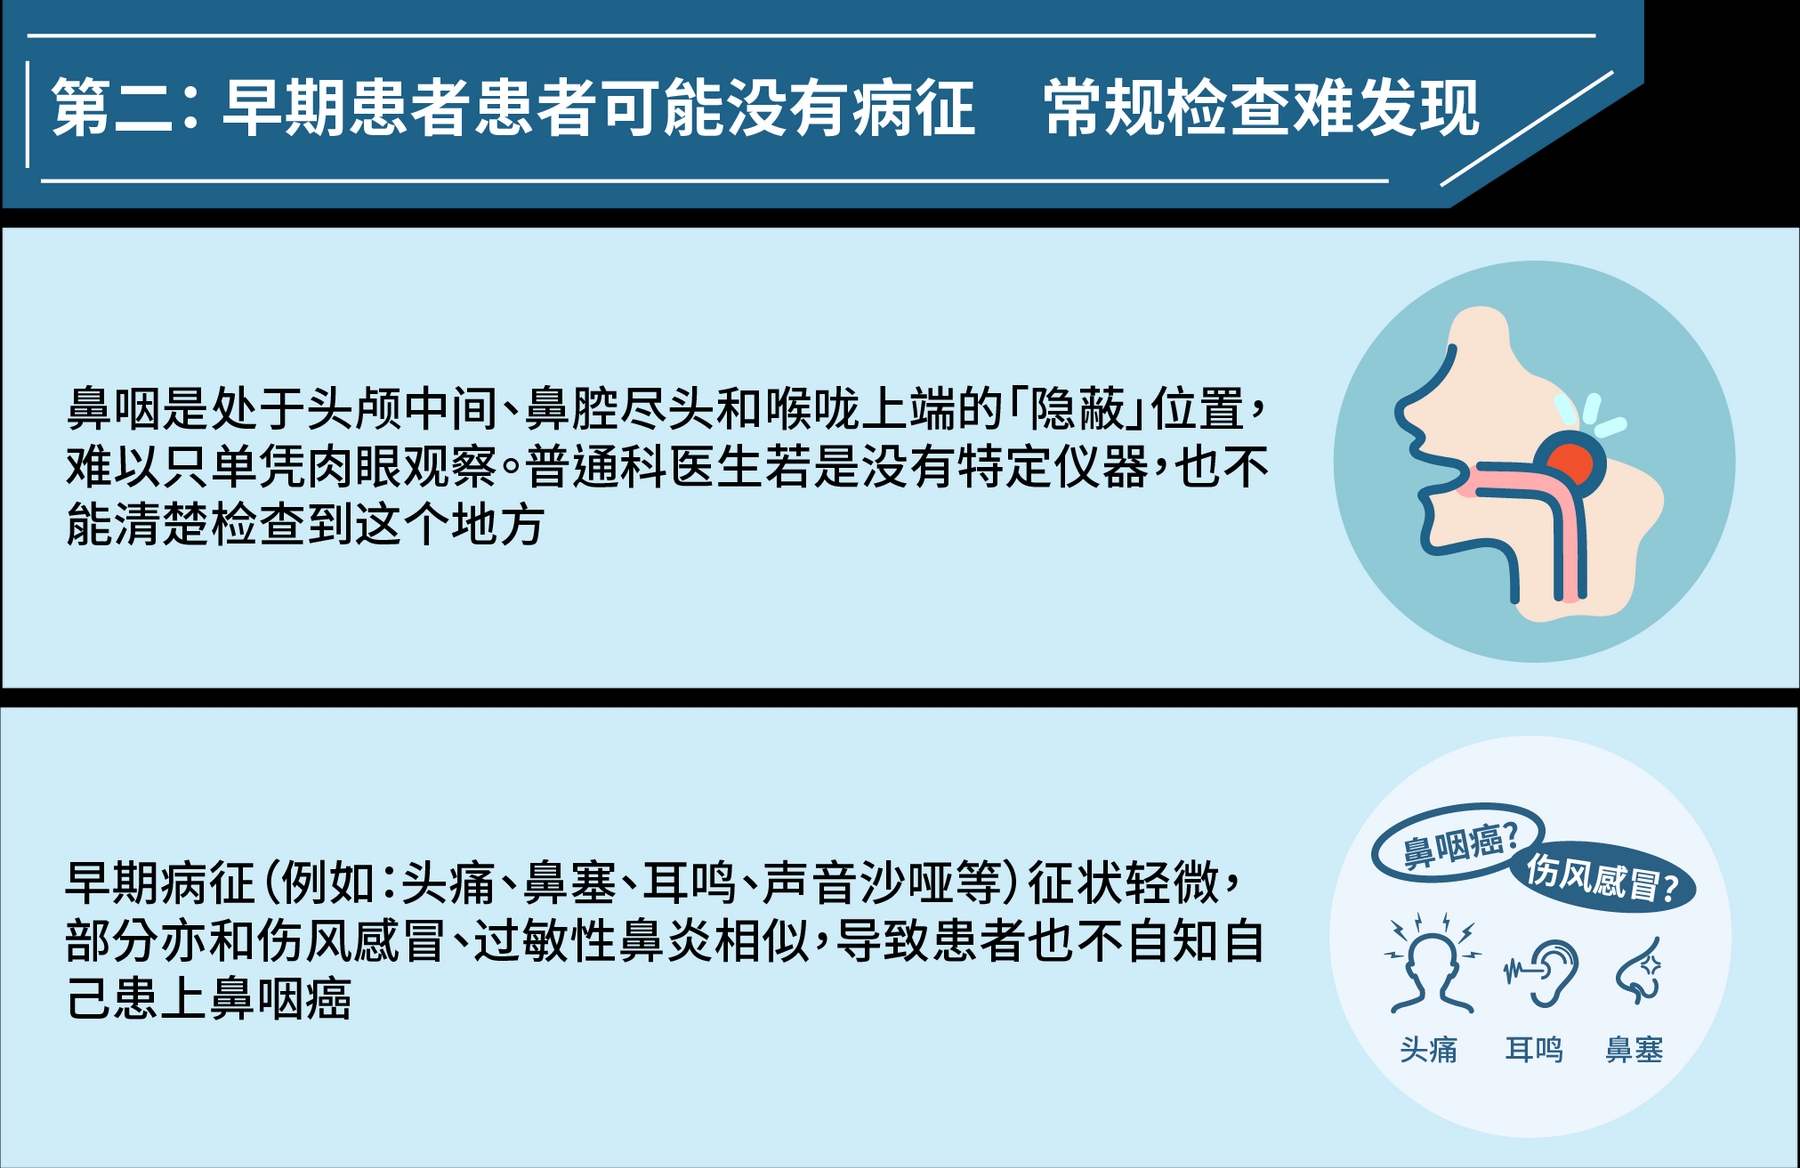 第二：早期患者患者可能没有病征　常规检查难发现
鼻咽是处于头颅中间、鼻腔尽头和喉咙上端的「隐蔽」位置，
难以只单凭肉眼观察。普通科医生若是没有特定仪器，也不
能清楚检查到这个地方
早期病征（例如：头痛、鼻塞、耳鸣、声音沙哑等）征状轻微，
部分亦和伤风感冒、过敏性鼻炎相似，导致患者也不自知自
己患上鼻咽癌
鼻咽癌？
伤风感冒？
头痛
耳鸣
鼻塞